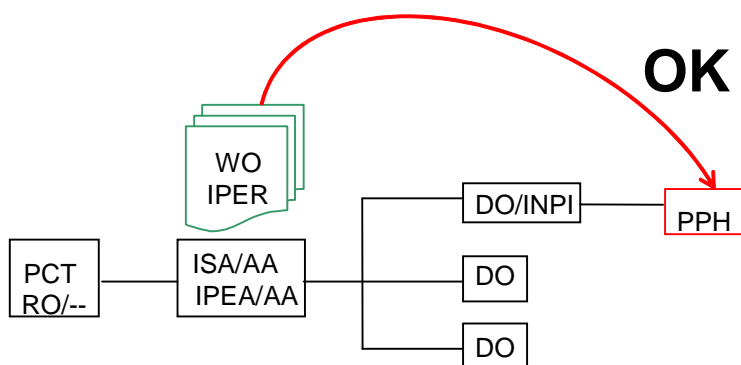 OK
WO
IPER
DO/INPI
PPH
PCT
RO/--
ISA/AA
IPEA/AA
DO
DO